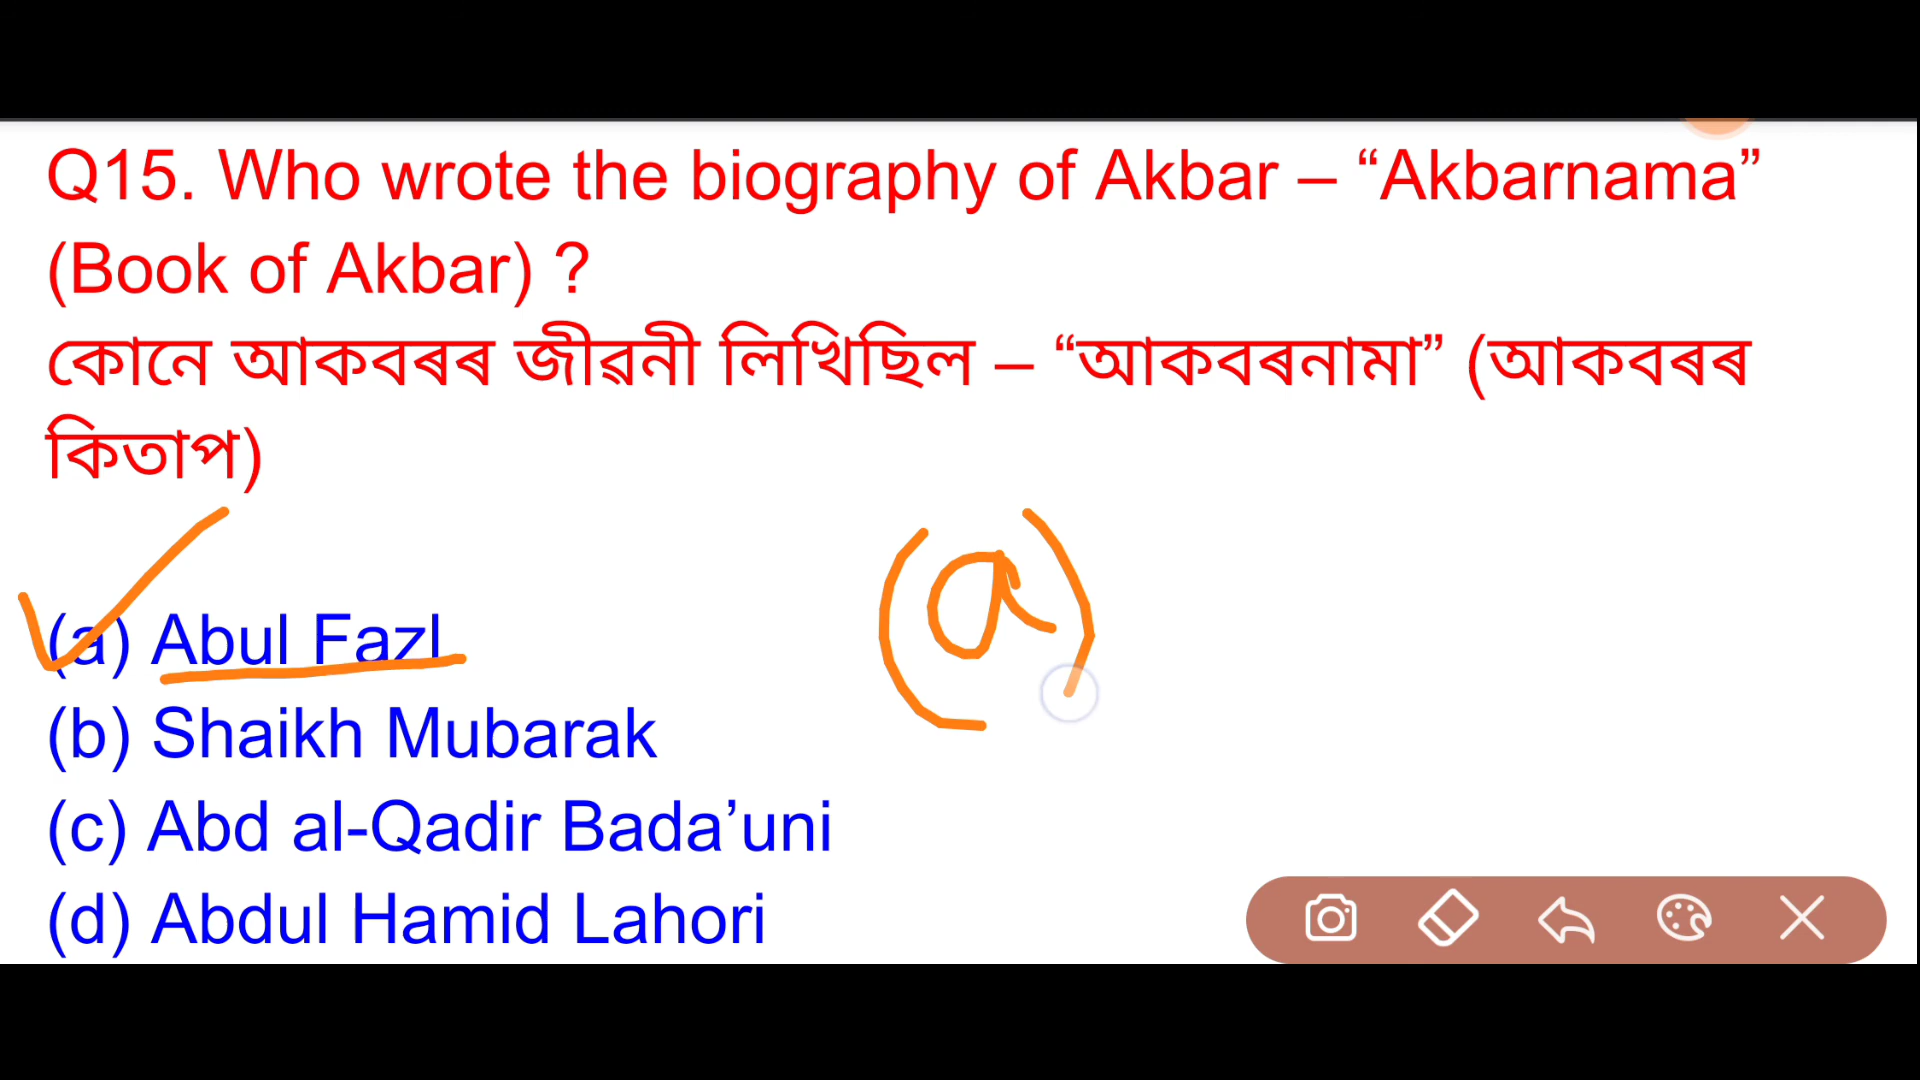 Q15. Who wrote the biography of Akbar – “Akbarnama”
(Book of Akbar) ?
কোনে আকবৰৰ জীৱনী লিখিছিল – “আকবৰনামা” (আকবৰৰ
কিতাপ)
(a) Abul Fazl
(a)
(b) Shaikh Mubarak
(c) Abd al-Qadir Bada’uni
(d) Abdul Hamid Lahori